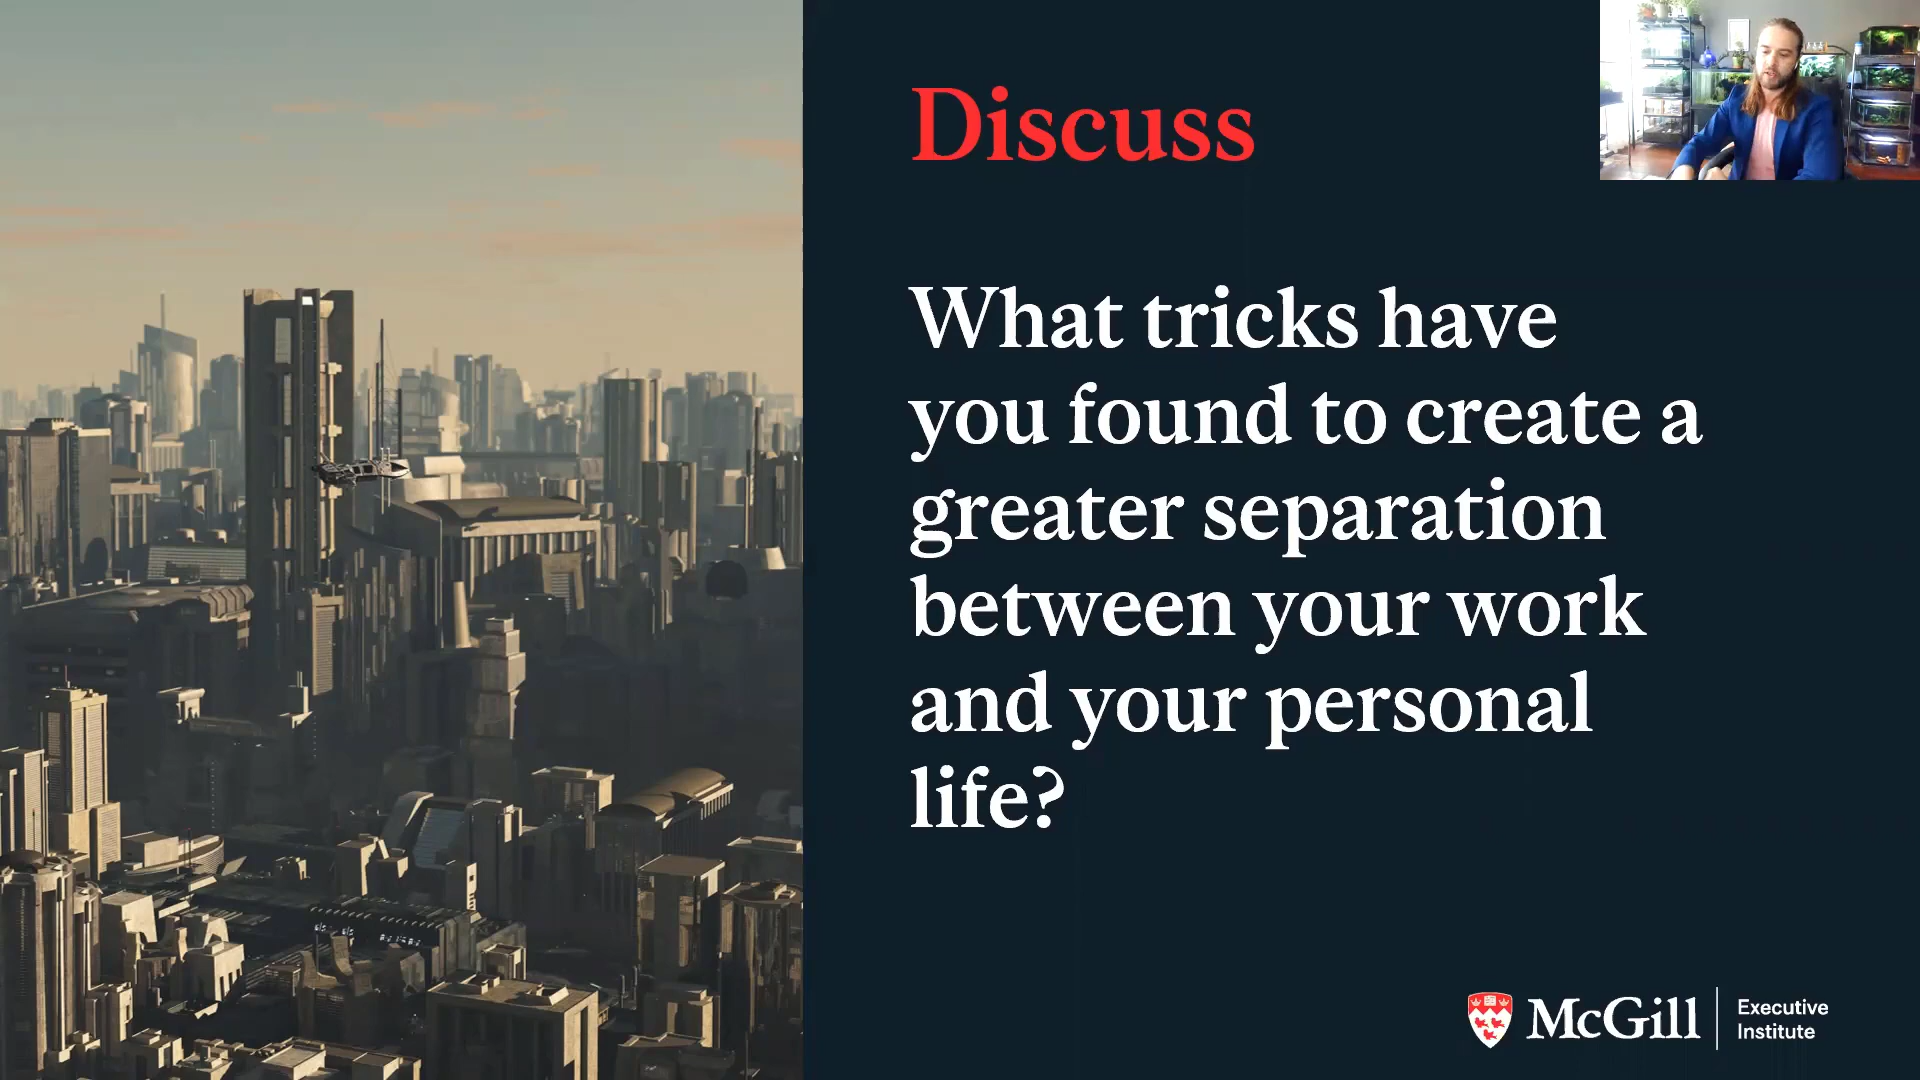 Discuss
What tricks have
you found to create a
greater separation
between your work
and your personal
life?
McGill
Executive
Institute